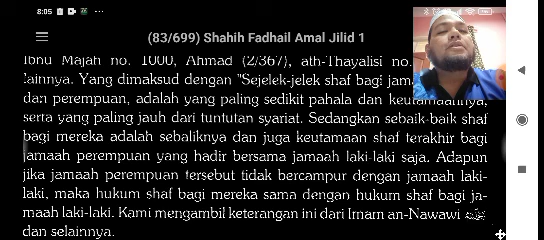 8:05
(83/699) Shahih Fadhail Amal Jilid 1
Ibnu Majah no. 1000, Ahmad (2/367), ath-Thayalisi no.
lainnya. Yang dimaksud dengan "Sejelek-jelek shaf bagi jam
dan perempuan, adalah yang paling sedikit pahala dan keutamaannya,
serta yang paling jauh dari tuntutan syariat. Sedangkan sebaik-baik shaf
bagi mereka adalah sebaliknya dan juga keutamaan shaf terakhir bagi
jamaah perempuan yang hadir bersama jamaah laki-laki saja. Adapun
jika jamaah perempuan tersebut tidak bercampur dengan jamaah laki-
laki, maka hukum shaf bagi mereka sama dengan hukum shaf bagi ja-
maah laki-laki. Kami mengambil keterangan ini dari Imam an-Nawawi
dan selainnya.